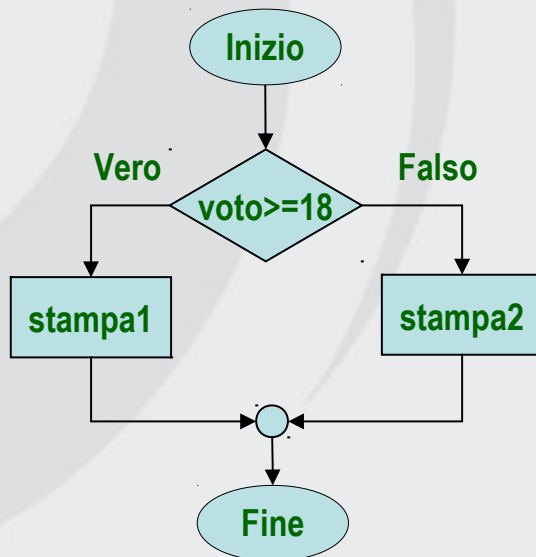 Inizio
Vero
Falso
voto>=18
stampa1
stampa2
Fine